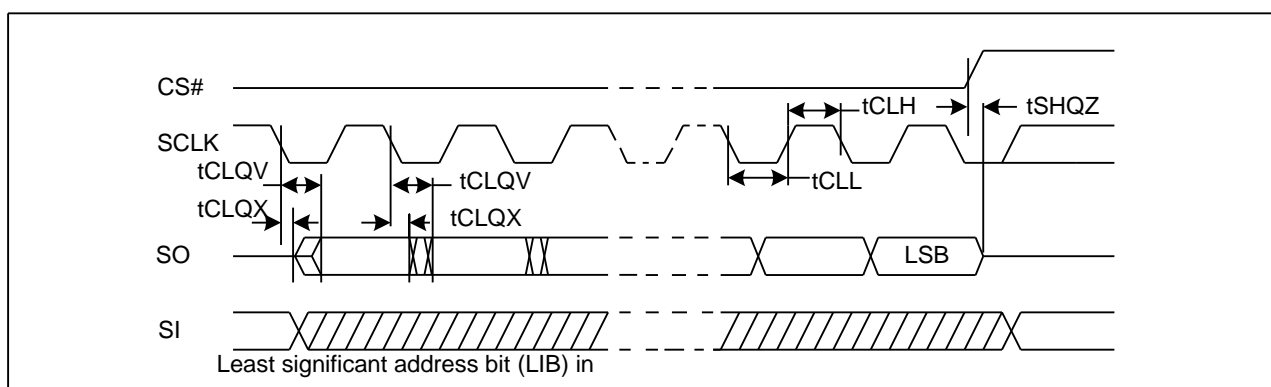 CS#
tCLH
tSHQZ
SCLK
tCLQV
tCLQV
tCLL
tCLQX
tCLQX
SO
LSB
SI
Least significant address bit (LIB) in